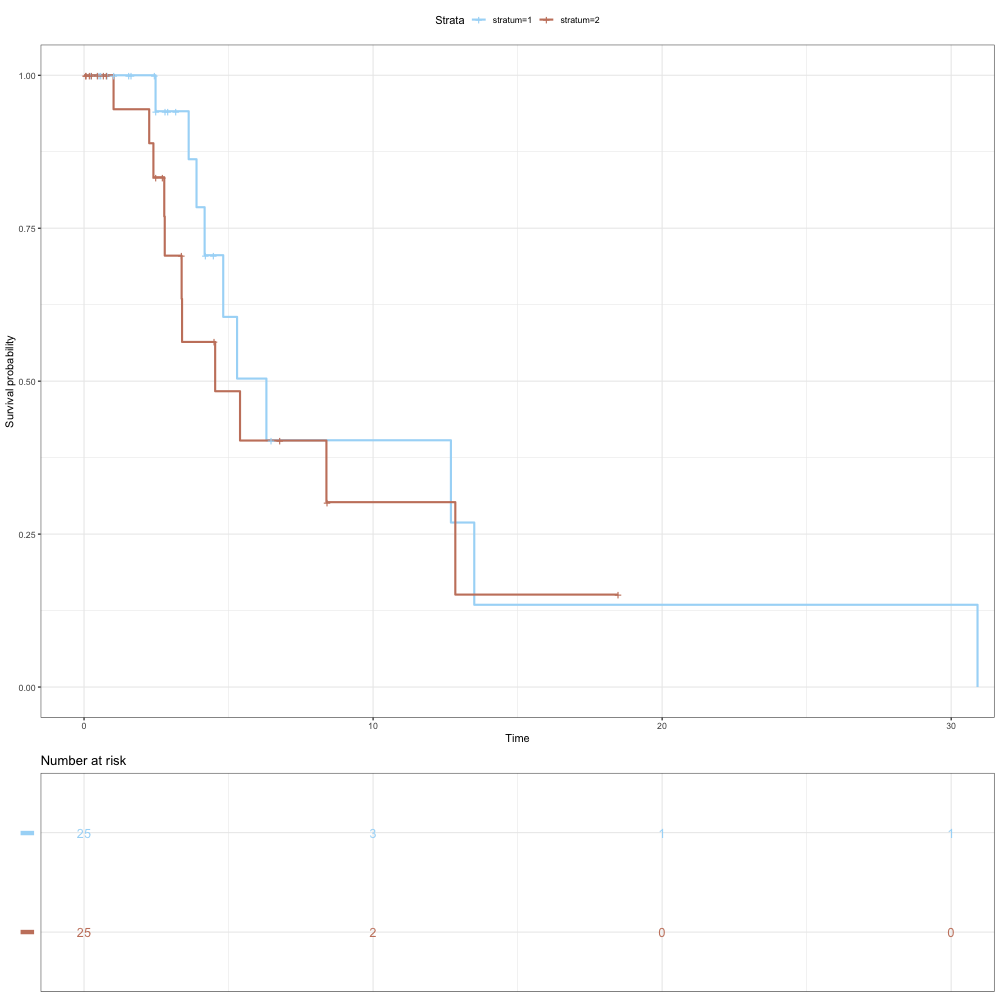 Strata stratum=1 stratum=2
1.00
0.75
0.50
0.25
0.00
Survival probability
0 10 20 30
Time
Number at risk
25 3 1 1
25 2 0 0